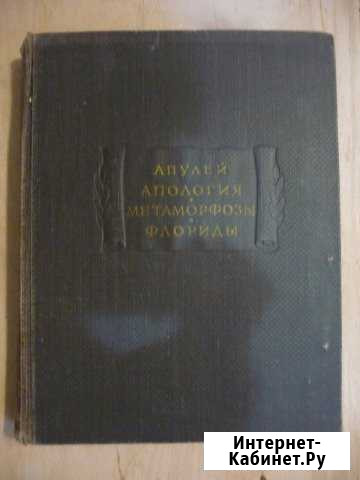 АПУЛЕЙ
АПОЛОГИЯ
МЕТАМОРФОЗЫ
ФЛОРИДЫ
Интернет-
Кабинет.Ру